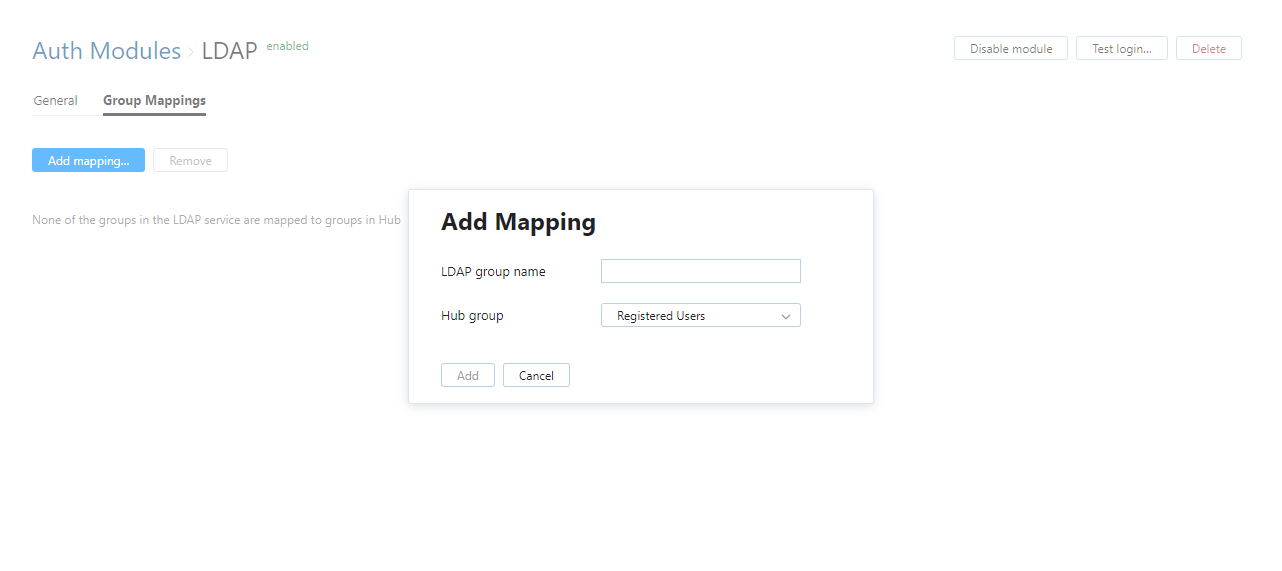 Auth Modules › LDAP enabled
Disable module
Test login...
Delete
General
Group Mappings
Add mapping...
Remove
None of the groups in the LDAP service are mapped to groups in Hub
Add Mapping
LDAP group name
Hub group
Registered Users
Add
Cancel